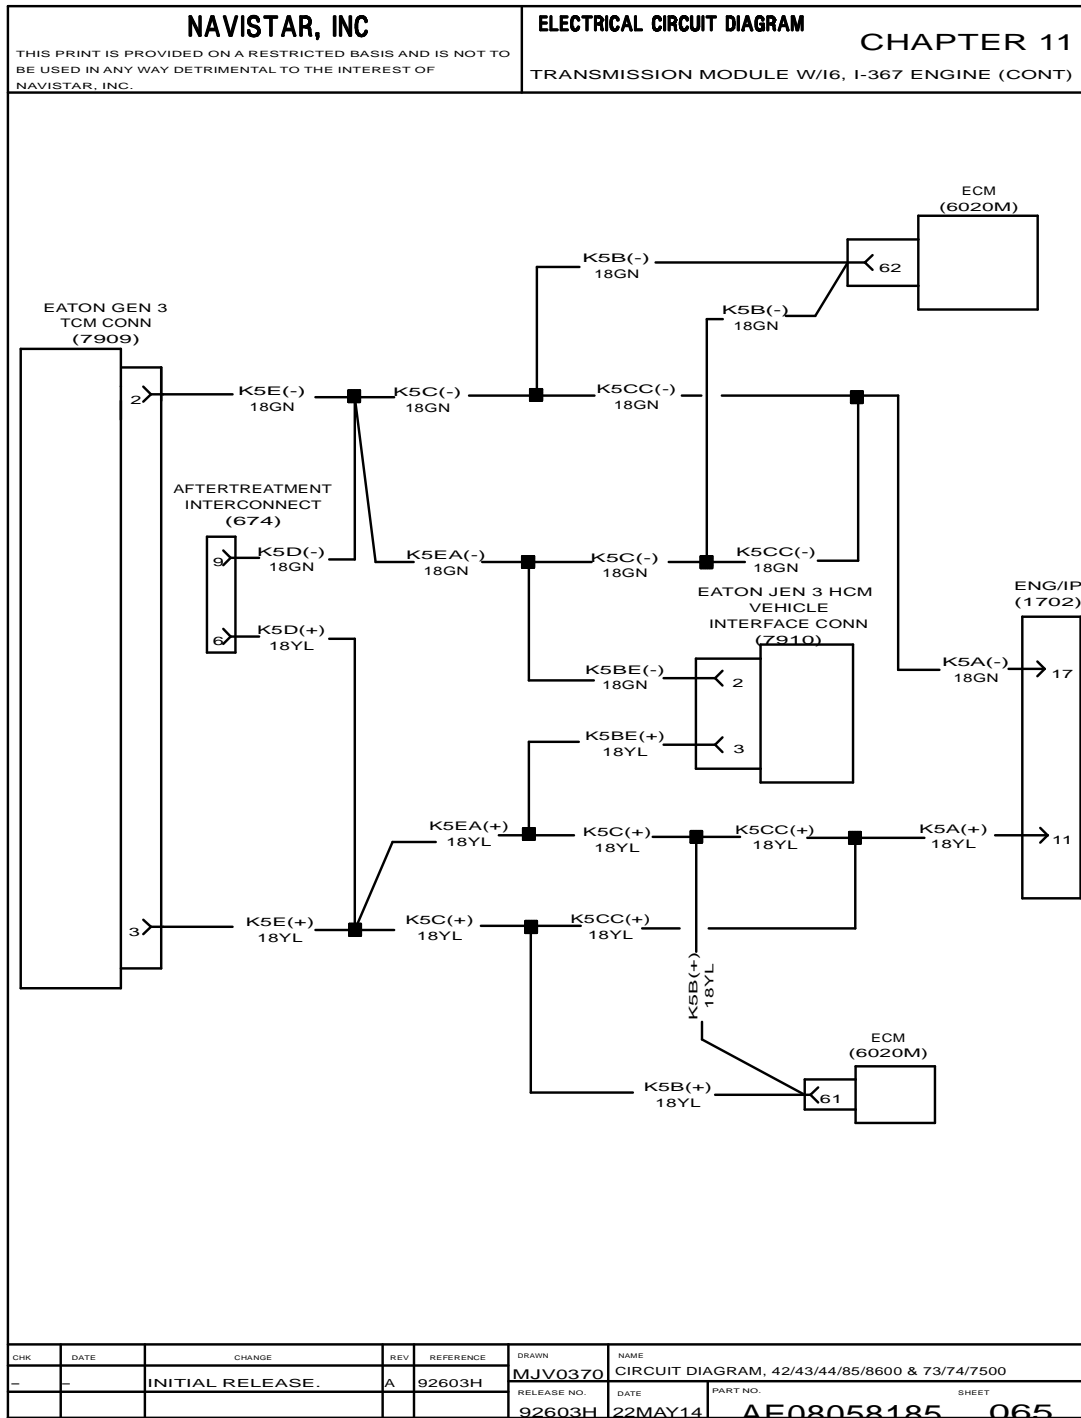 NAVISTAR, INC
THIS PRINT IS PROVIDED ON A RESTRICTED BASIS AND IS NOT TO
BE USED IN ANY WAY DETRIMENTAL TO THE INTEREST OF
NAVISTAR, INC.
ELECTRICAL CIRCUIT DIAGRAM
CHAPTER 11
TRANSMISSION MODULE W/I6, I-367 ENGINE (CONT)
ECM
(6020M)
62
K5B(-)
18GN
K5B(-)
18GN
EATON GEN 3
TCM CONN
(7909)
2
K5E(-)
18GN
K5C(-)
18GN
K5CC(-)
18GN
AFTERTREATMENT
INTERCONNECT
(674)
9
K5D(-)
18GN
K5EA(-)
18GN
K5C(-)
18GN
K5CC(-)
18GN
6
K5D(+)
18YL
EATON JEN 3 HCM
VEHICLE
INTERFACE CONN
(7910)
ENG/IP
(1702)
K5BE(-)
18GN
2
K5A(-)
18GN
17
K5BE(+)
18YL
3
K5EA(+)
18YL
K5C(+)
18YL
K5CC(+)
18YL
K5A(+)
18YL
11
3
K5E(+)
18YL
K5C(+)
18YL
K5CC(+)
18YL
K5B(+)
18YL
ECM
(6020M)
K5B(+)
18YL
61
CHK DATE CHANGE REV REFERENCE
- - INITIAL RELEASE. A 92603H
DRAWN
MJV0370
NAME
CIRCUIT DIAGRAM, 42/43/44/85/8600 & 73/74/7500
RELEASE NO. DATE PART NO. SHEET
92603H 22MAY14 AE08058185 065